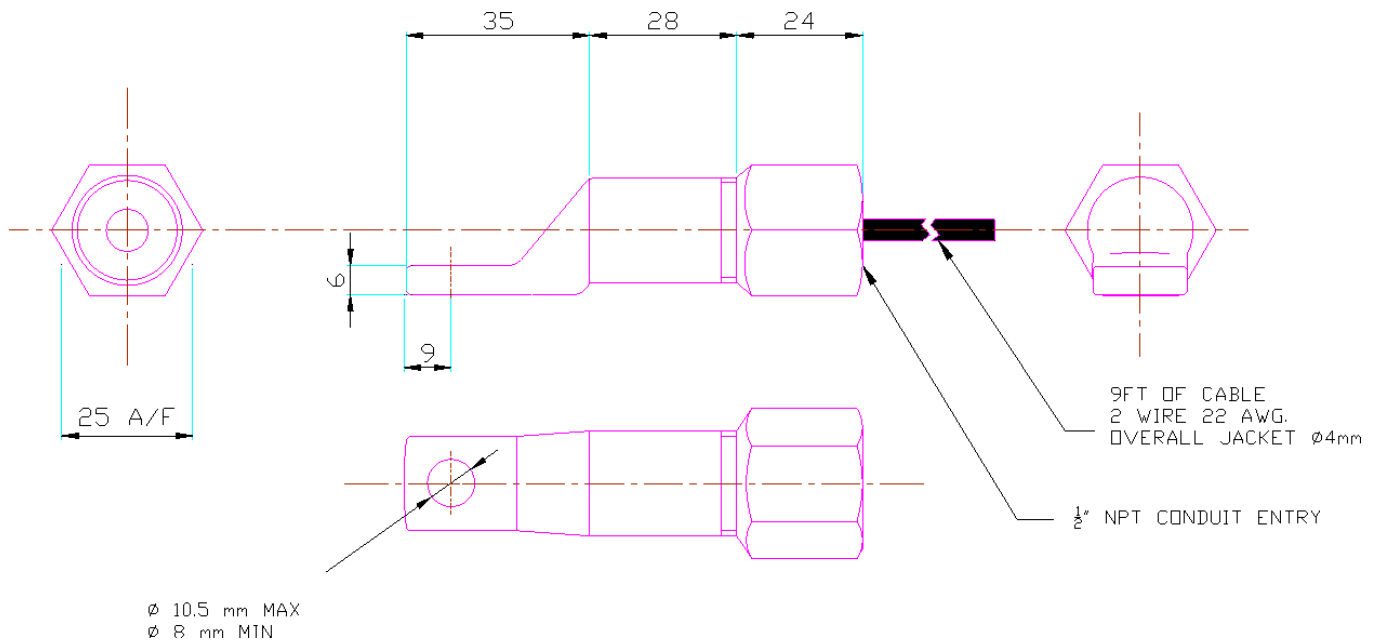 35
28
24
6
9
25 A/F
9FT OF CABLE
2 WIRE 22 AWG.
OVERALL JACKET Ø4mm
½" NPT CONDUIT ENTRY
Ø 10.5 mm MAX
Ø 8 mm MIN